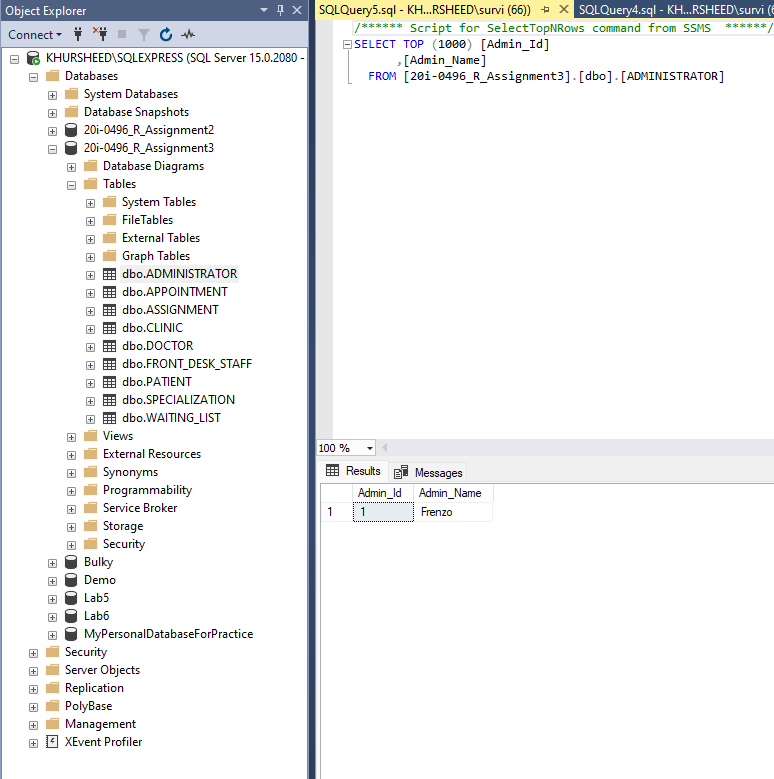 Object Explorer
Connect
KHURSHEED\SQLEXPRESS (SQL Server 15.0.2080 -
Databases
System Databases
Database Snapshots
20i-0496_R_Assignment2
20i-0496_R_Assignment3
Database Diagrams
Tables
System Tables
FileTables
External Tables
Graph Tables
dbo.ADMINISTRATOR
dbo.APPOINTMENT
dbo.ASSIGNMENT
dbo.CLINIC
dbo.DOCTOR
dbo.FRONT_DESK_STAFF
dbo.PATIENT
dbo.SPECIALIZATION
dbo.WAITING_LIST
Views
External Resources
Synonyms
Programmability
Service Broker
Storage
Security
Bulky
Demo
Lab5
Lab6
MyPersonalDatabaseForPractice
Security
Server Objects
Replication
PolyBase
Management
XEvent Profiler
SQLQuery5.sql - KH...RSHEED\survi (66))
SQLQuery4.sql - KH...RSHEED\survi (6
/****** Script for SelectTopNRows command from SSMS ******/
SELECT TOP (1000) [Admin_Id]
,[Admin_Name]
FROM [20i-0496_R_Assignment3].[dbo].[ADMINISTRATOR]
100 %
Results Messages
Admin_Id Admin_Name
1 1 Frenzo